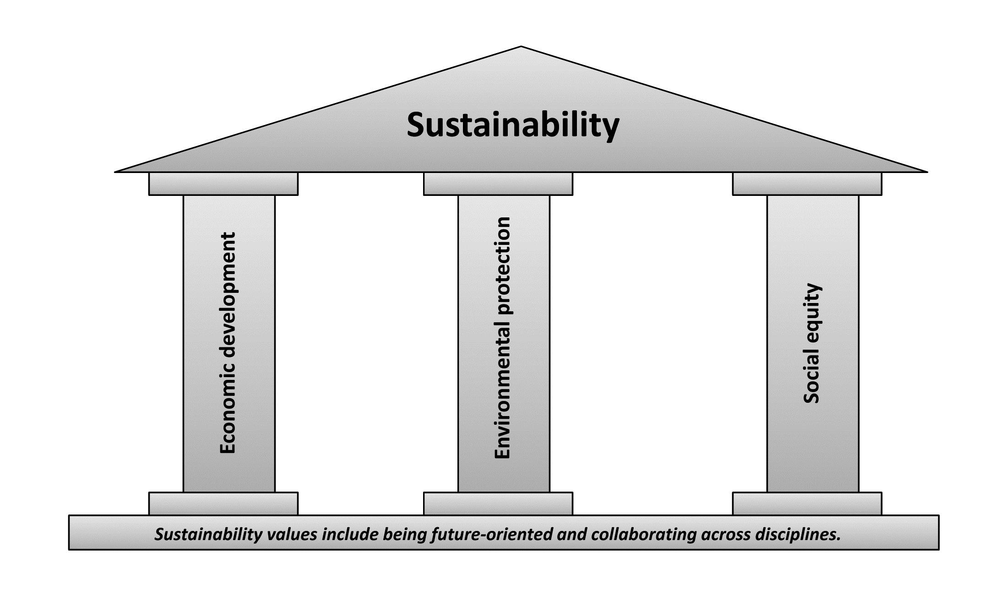 Sustainability
Economic development
Environmental protection
Social equity
Sustainability values include being future-oriented and collaborating across disciplines.